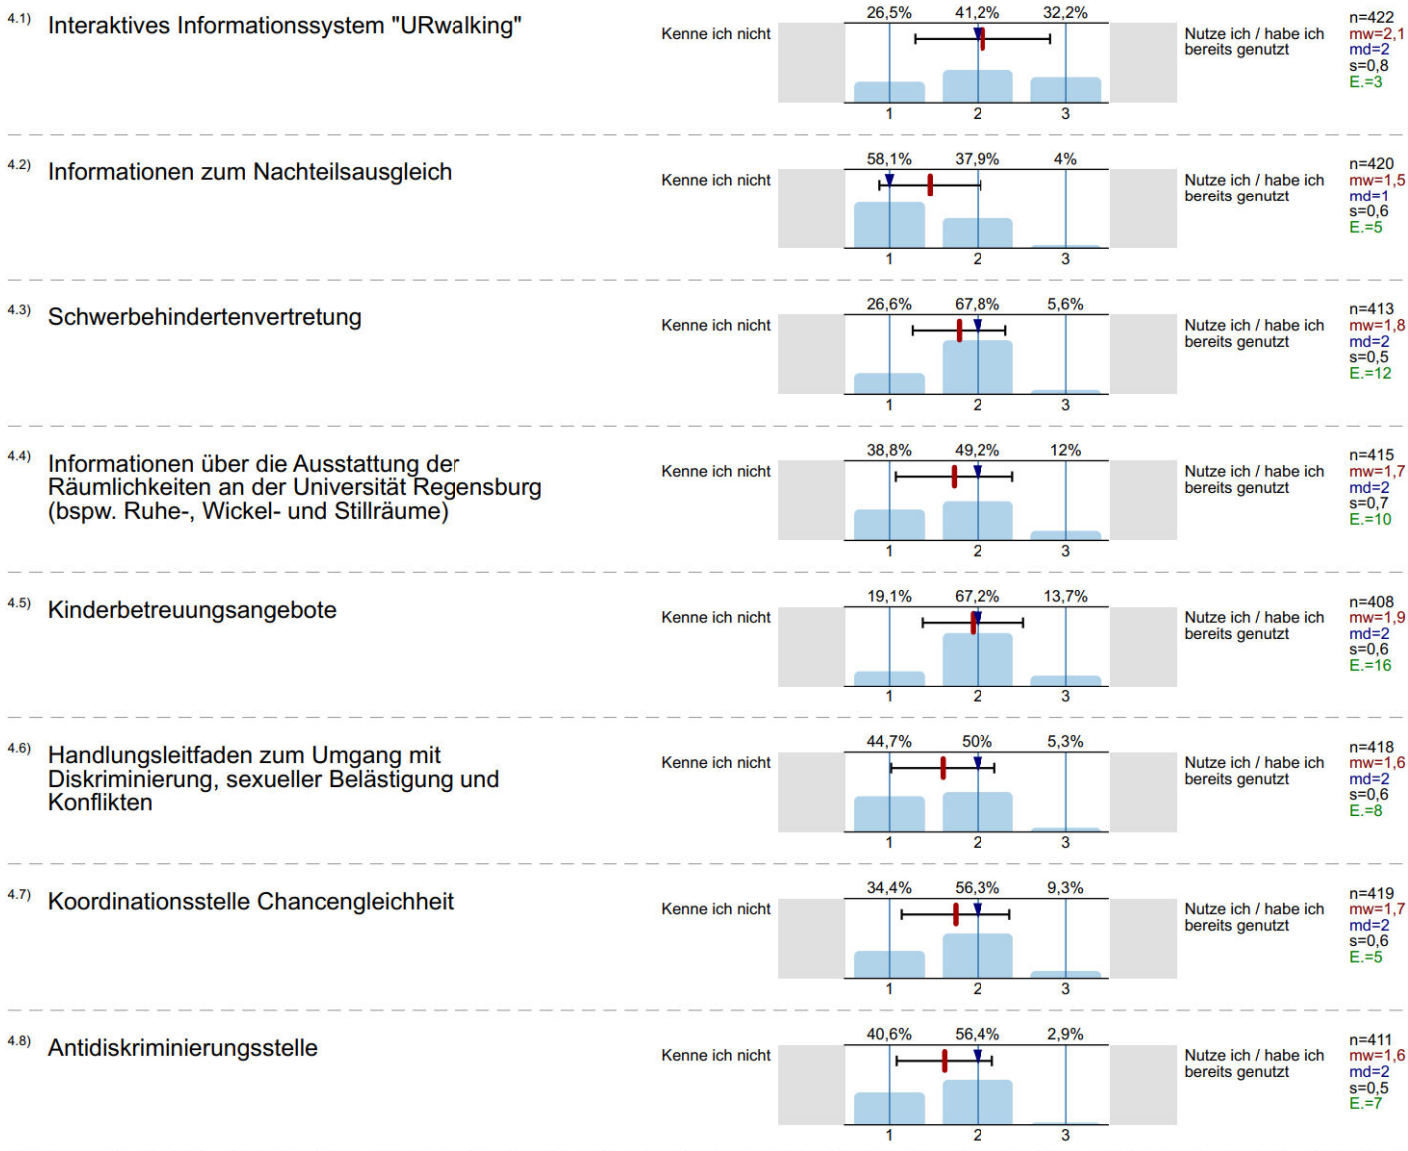 4.1) Interaktives Informationssystem "URwalking"
Kenne ich nicht
26,5% 41,2% 32,2%
1 2 3
Nutze ich / habe ich
bereits genutzt
n=422
mw=2,1
md=2
s=0,8
E.=3
4.2) Informationen zum Nachteilsausgleich
Kenne ich nicht
58,1% 37,9% 4%
1 2 3
Nutze ich / habe ich
bereits genutzt
n=420
mw=1,5
md=1
s=0,6
E.=5
4.3) Schwerbehindertenvertretung
Kenne ich nicht
26,6% 67,8% 5,6%
1 2 3
Nutze ich / habe ich
bereits genutzt
n=413
mw=1,8
md=2
s=0,5
E.=12
4.4) Informationen über die Ausstattung der
Räumlichkeiten an der Universität Regensburg
(bspw. Ruhe-, Wickel- und Stillräume)
Kenne ich nicht
38,8% 49,2% 12%
1 2 3
Nutze ich / habe ich
bereits genutzt
n=415
mw=1,7
md=2
s=0,7
E.=10
4.5) Kinderbetreuungsangebote
Kenne ich nicht
19,1% 67,2% 13,7%
1 2 3
Nutze ich / habe ich
bereits genutzt
n=408
mw=1,9
md=2
s=0,6
E.=16
4.6) Handlungsleitfaden zum Umgang mit
Diskriminierung, sexueller Belästigung und
Konflikten
Kenne ich nicht
44,7% 50% 5,3%
1 2 3
Nutze ich / habe ich
bereits genutzt
n=418
mw=1,6
md=2
s=0,6
E.=8
4.7) Koordinationsstelle Chancengleichheit
Kenne ich nicht
34,4% 56,3% 9,3%
1 2 3
Nutze ich / habe ich
bereits genutzt
n=419
mw=1,7
md=2
s=0,6
E.=5
4.8) Antidiskriminierungsstelle
Kenne ich nicht
40,6% 56,4% 2,9%
1 2 3
Nutze ich / habe ich
bereits genutzt
n=411
mw=1,6
md=2
s=0,5
E.=7